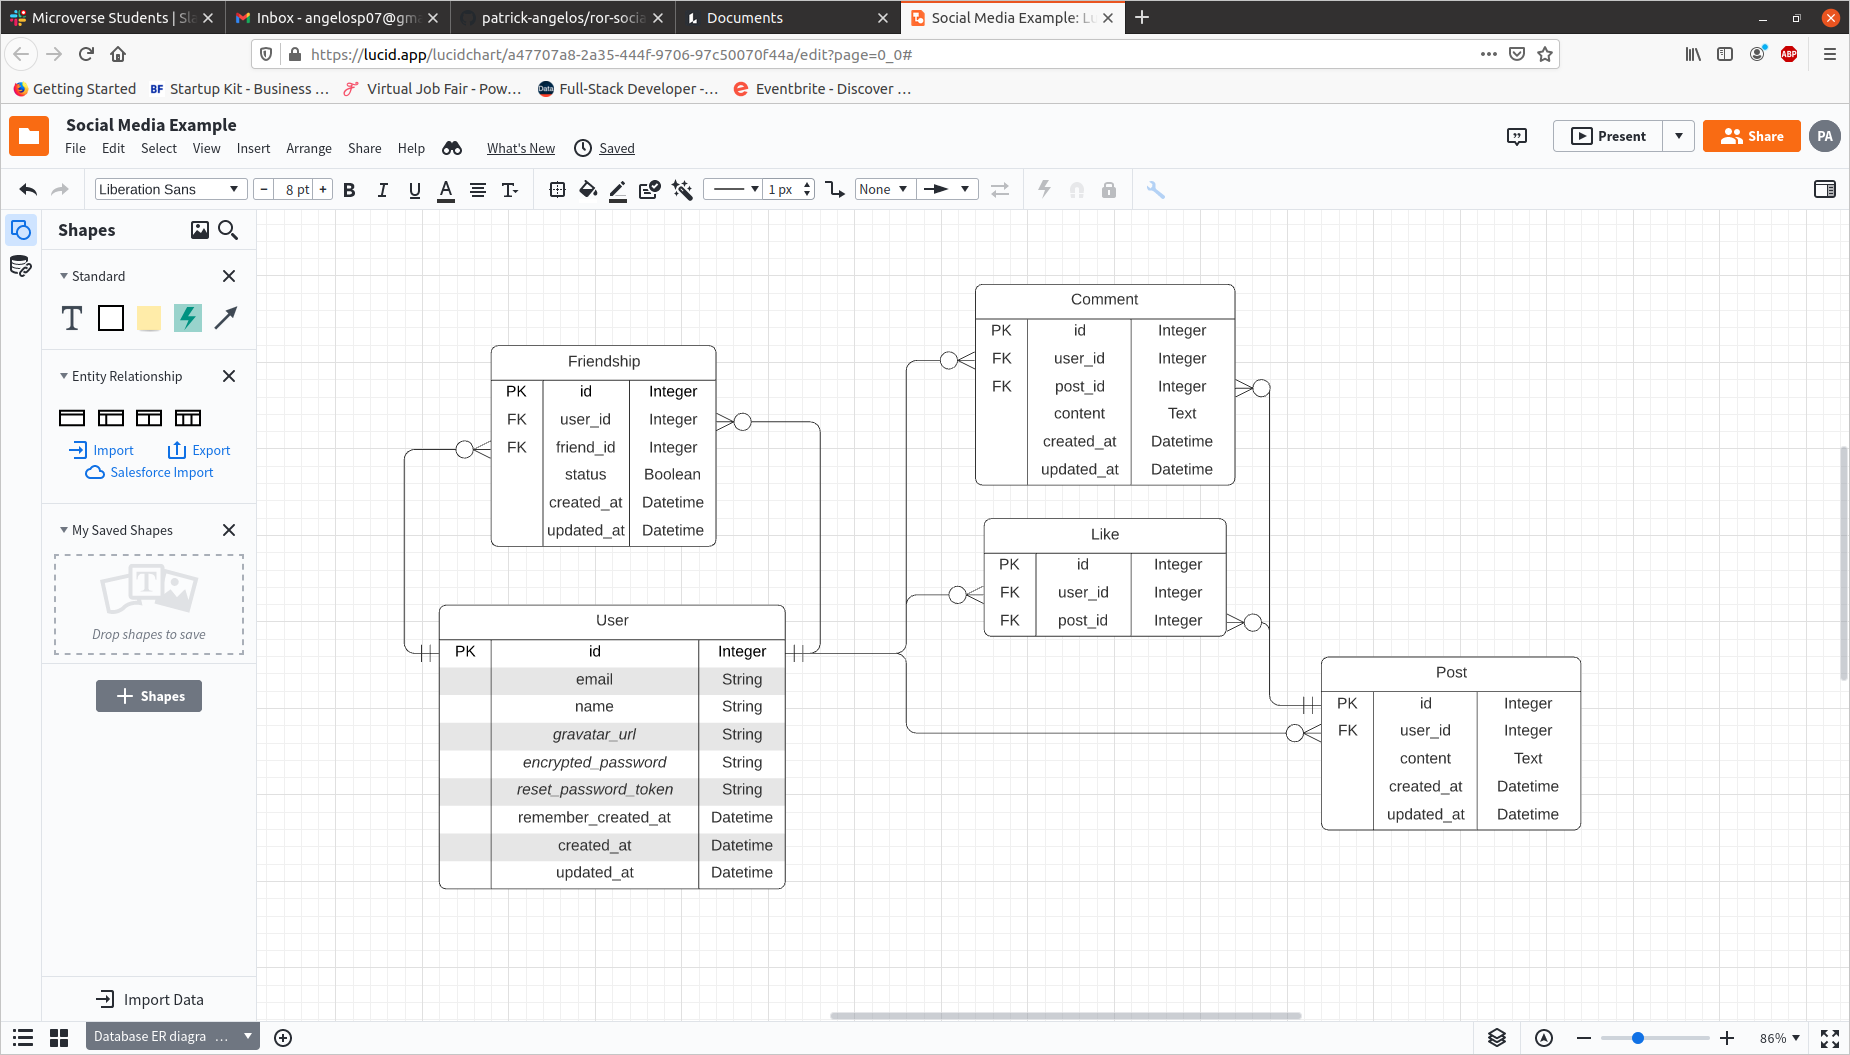 Microverse Students | Sla
Inbox - angelosp07@gma
patrick-angelos/ror-socia
Documents
Social Media Example: Lu
https://lucid.app/lucidchart/a47707a8-2a35-444f-9706-97c50070f44a/edit?page=0_0#
ABP
Getting Started
BF Startup Kit - Business ...
Virtual Job Fair - Pow...
Data Full-Stack Developer -...
Eventbrite - Discover ...
Social Media Example
File Edit Select View Insert Arrange Share Help What's New Saved
Present
Share
PA
Liberation Sans
− 8 pt +
B I U A T
1 px
None
Shapes
Standard
T
Entity Relationship
Import
Export
Salesforce Import
My Saved Shapes
T
Drop shapes to save
+ Shapes
Import Data
Friendship
PK id Integer
FK user_id Integer
FK friend_id Integer
status Boolean
created_at Datetime
updated_at Datetime
User
PK id Integer
email String
name String
gravatar_url String
encrypted_password String
reset_password_token String
remember_created_at Datetime
created_at Datetime
updated_at Datetime
Comment
PK id Integer
FK user_id Integer
FK post_id Integer
content Text
created_at Datetime
updated_at Datetime
Like
PK id Integer
FK user_id Integer
FK post_id Integer
Post
PK id Integer
FK user_id Integer
content Text
created_at Datetime
updated_at Datetime
Database ER diagra ...
86%